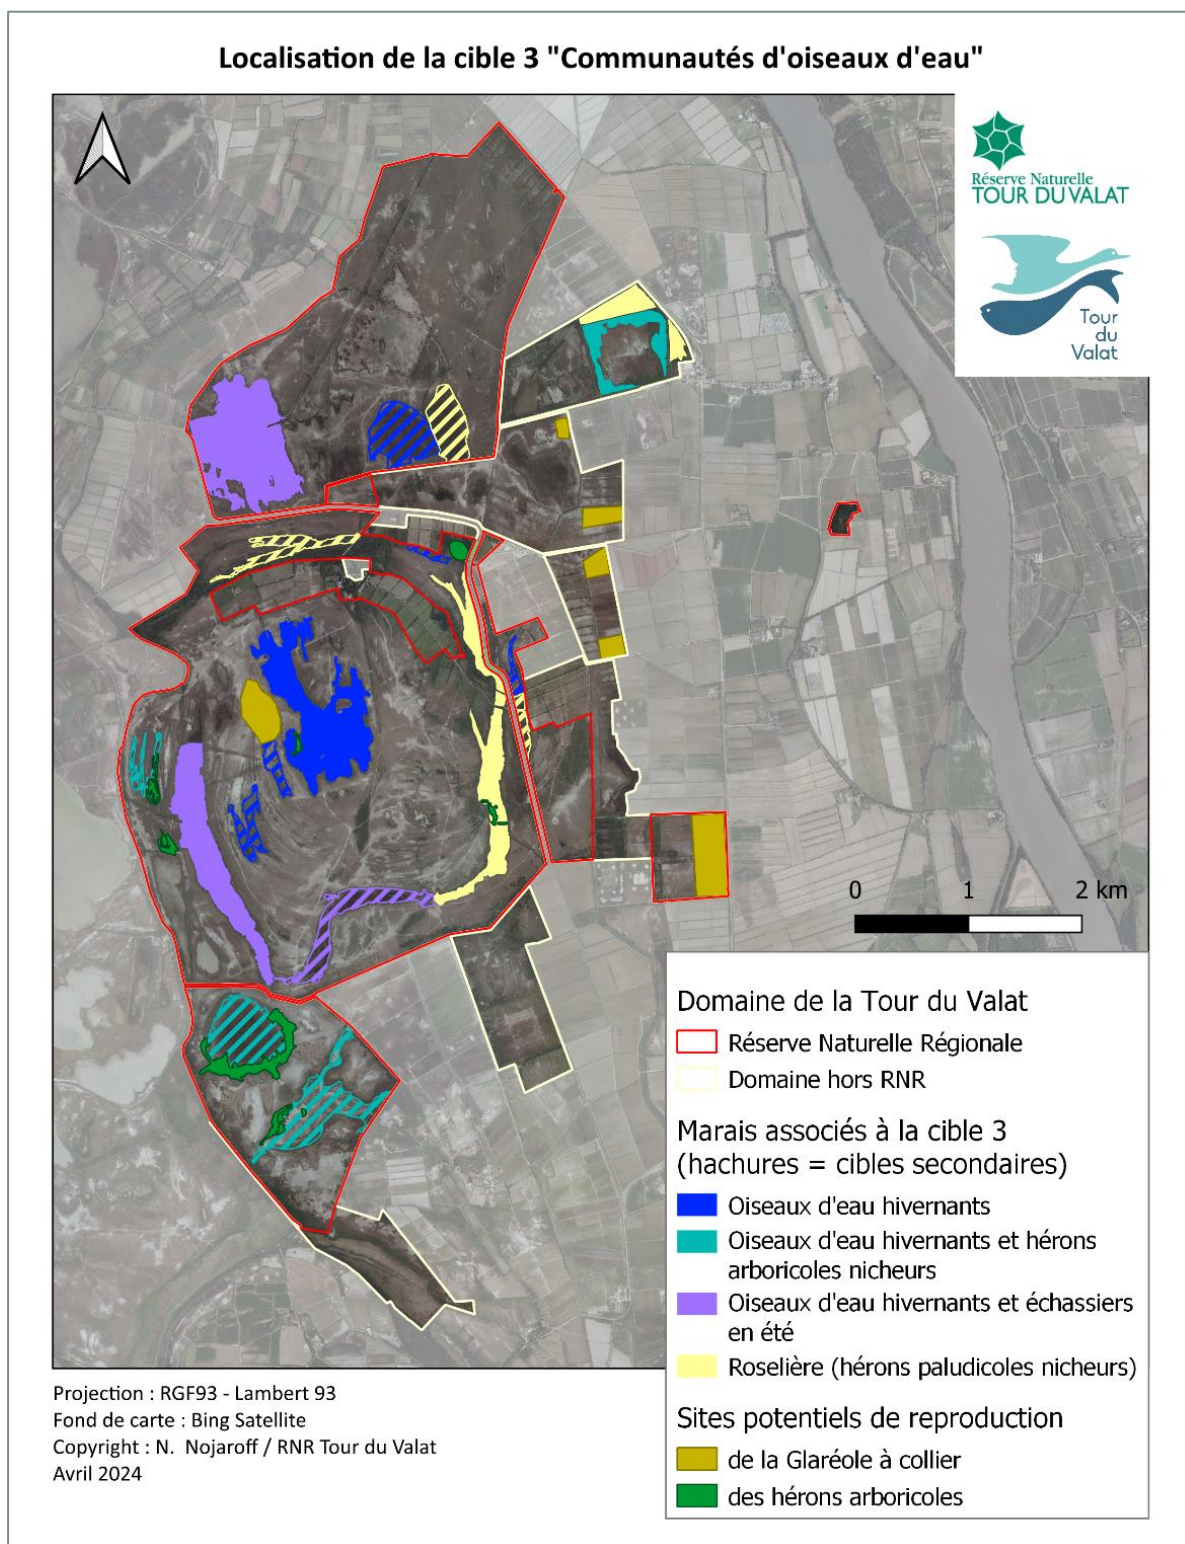 Localisation de la cible 3 "Communautés d'oiseaux d'eau"
Réserve Naturelle
TOUR DU VALAT
Tour
du
Valat
0 1 2 km
Domaine de la Tour du Valat
Réserve Naturelle Régionale
Domaine hors RNR
Marais associés à la cible 3
(hachures = cibles secondaires)
Oiseaux d'eau hivernants
Oiseaux d'eau hivernants et hérons
arboricoles nicheurs
Oiseaux d'eau hivernants et échassiers
en été
Roselière (hérons paludicoles nicheurs)
Sites potentiels de reproduction
de la Glaréole à collier
des hérons arboricoles
Projection : RGF93 - Lambert 93
Fond de carte : Bing Satellite
Copyright : N. Nojaroff / RNR Tour du Valat
Avril 2024